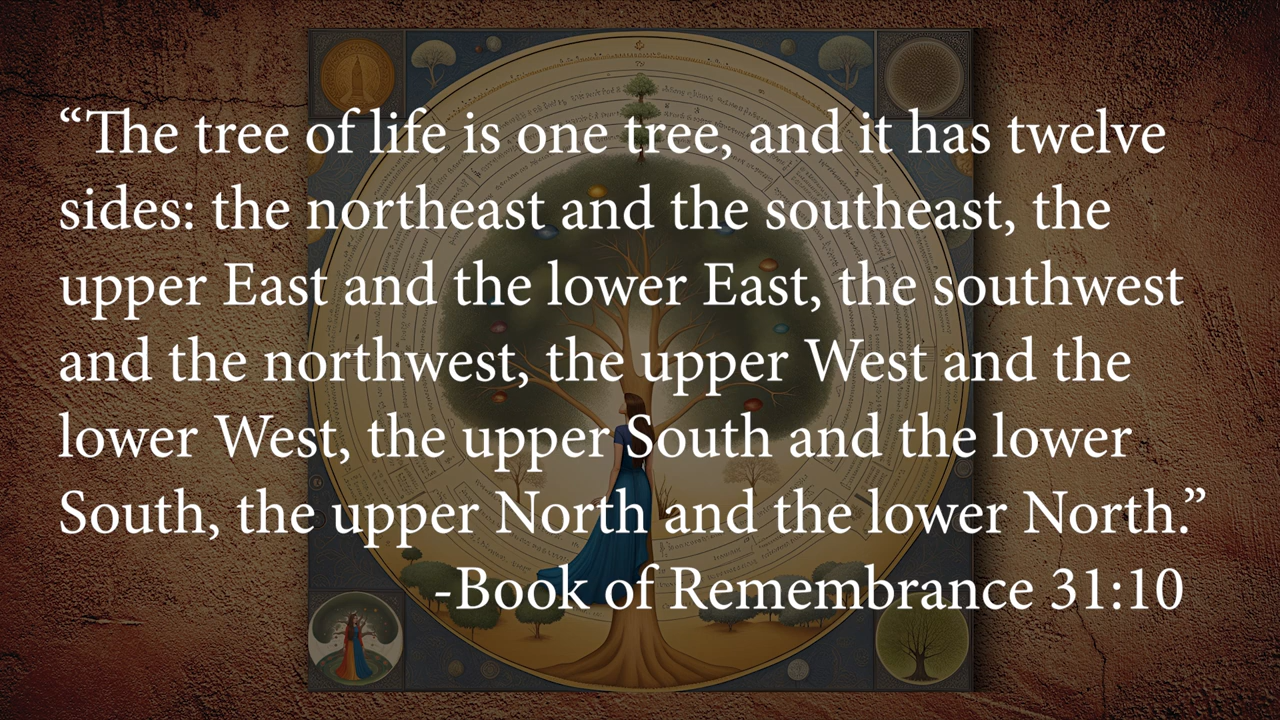 “The tree of life is one tree, and it has twelve
sides: the northeast and the southeast, the
upper East and the lower East, the southwest
and the northwest, the upper West and the
lower West, the upper South and the lower
South, the upper North and the lower North.”
-Book of Remembrance 31:10